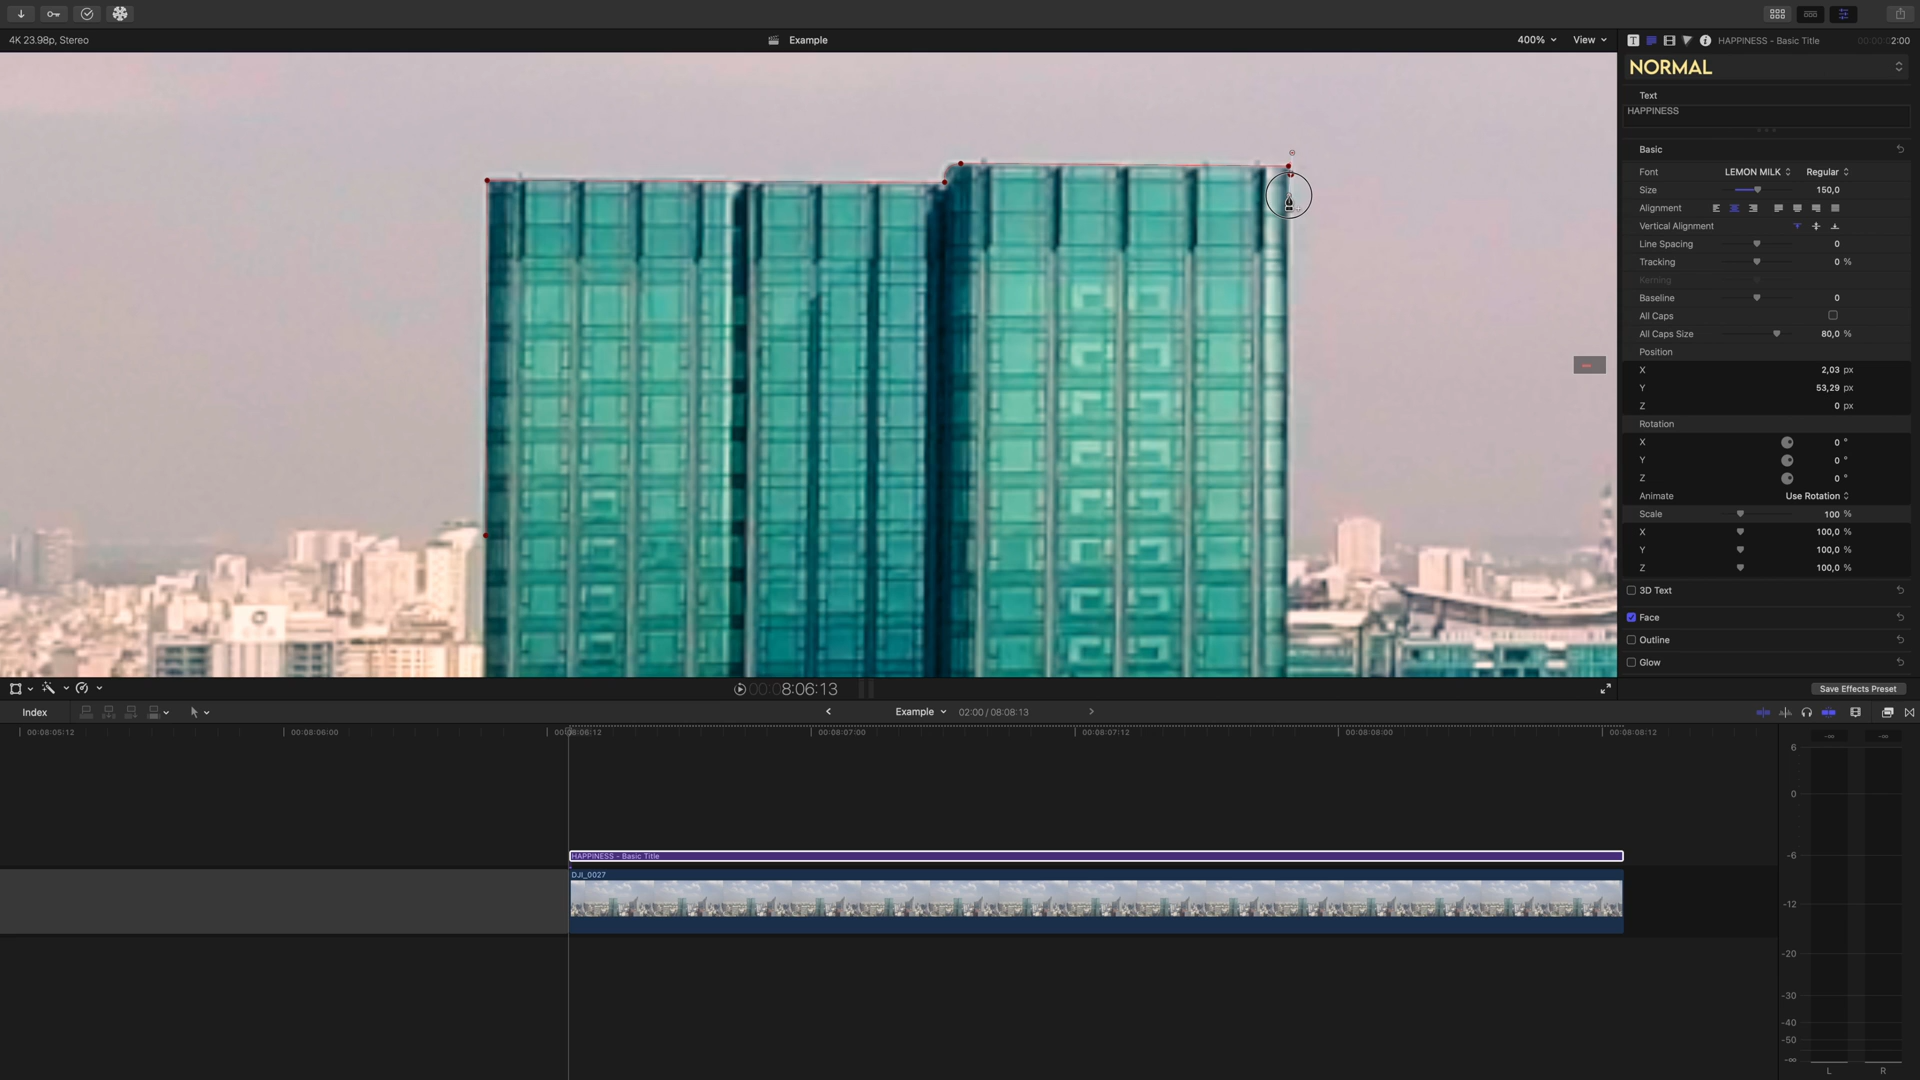 4K 23.98p, Stereo
Example
400%
View
HAPPINESS - Basic Title
00:00:02:00
NORMAL
Text
HAPPINESS
Basic
Font LEMON MILK Regular
Size 150,0
Alignment
Vertical Alignment
Line Spacing 0
Tracking 0 %
Kerning
Baseline 0
All Caps
All Caps Size 80,0 %
Position
X 2,03 px
Y 53,29 px
Z 0 px
Rotation
X 0 °
Y 0 °
Z 0 °
Animate Use Rotation
Scale 100 %
X 100,0 %
Y 100,0 %
Z 100,0 %
3D Text
Face
Outline
Glow
00:08:06:13
Save Effects Preset
Index
Example
02:00 / 08:08:13
00:08:05:12
00:08:06:00
00:08:06:12
00:08:07:00
00:08:07:12
00:08:08:00
00:08:08:12
HAPPINESS - Basic Title
DJI_0027
-∞ -∞
6
0
-6
-12
-20
-30
-40
-50
-∞
L R